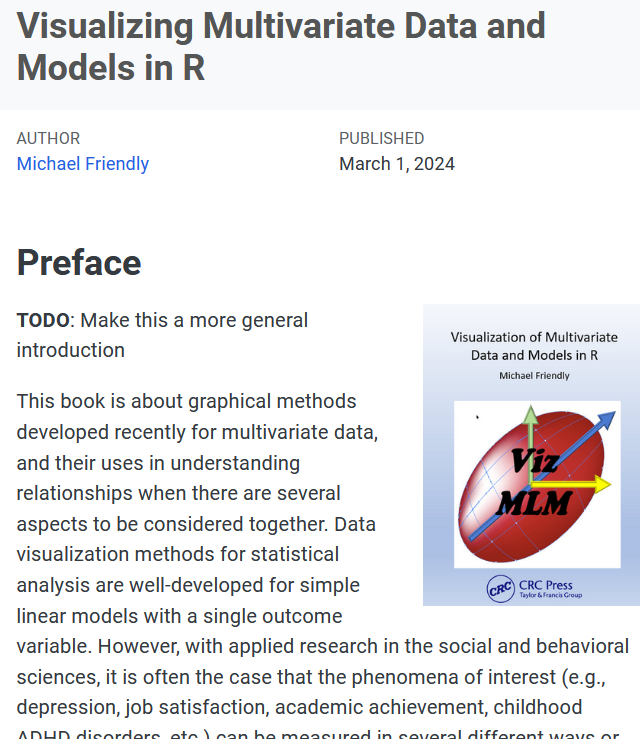 Visualizing Multivariate Data and
Models in R
AUTHOR
PUBLISHED
Michael Friendly
March 1, 2024
Preface
TODO: Make this a more general
introduction
This book is about graphical methods
developed recently for multivariate data,
and their uses in understanding
relationships when there are several
aspects to be considered together. Data
visualization methods for statistical
analysis are well-developed for simple
linear models with a single outcome
variable. However, with applied research in the social and behavioral
sciences, it is often the case that the phenomena of interest (e.g.,
depression, job satisfaction, academic achievement, childhood
ADHD disorders, etc.) can be measured in several different ways or
Visualization of Multivariate
Data and Models in R
Michael Friendly
Viz
MLM
CRC
CRC Press
Taylor & Francis Group